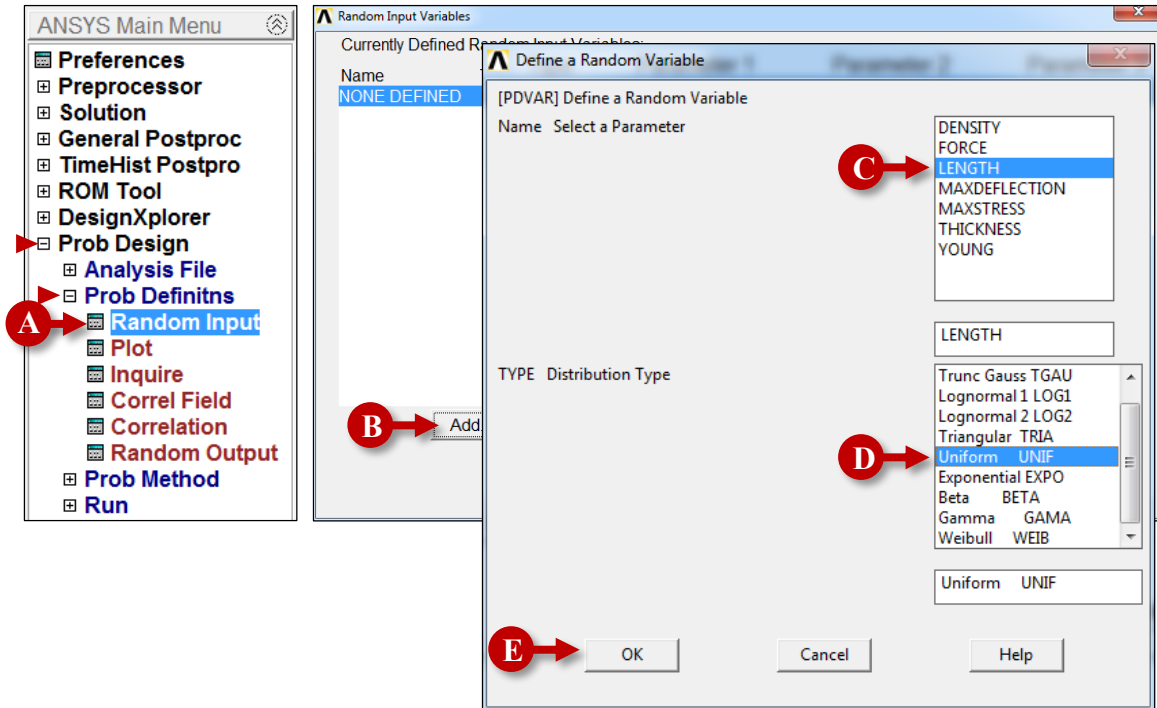 ANSYS Main Menu
Preferences
Preprocessor
Solution
General Postproc
TimeHist Postpro
ROM Tool
DesignXplorer
Prob Design
Analysis File
Prob Definitns
A
Random Input
Plot
Inquire
Correl Field
Correlation
Random Output
Prob Method
Run
Random Input Variables
Currently Defined Random Input Variables:
Name
NONE DEFINED
B
Add
Define a Random Variable
[PDVAR] Define a Random Variable
Name Select a Parameter
DENSITY
FORCE
C
LENGTH
MAXDEFLECTION
MAXSTRESS
THICKNESS
YOUNG
LENGTH
TYPE Distribution Type
Trunc Gauss TGAU
Lognormal 1 LOG1
Lognormal 2 LOG2
Triangular TRIA
D
Uniform UNIF
Exponential EXPO
Beta BETA
Gamma GAMA
Weibull WEIB
Uniform UNIF
E
OK Cancel Help